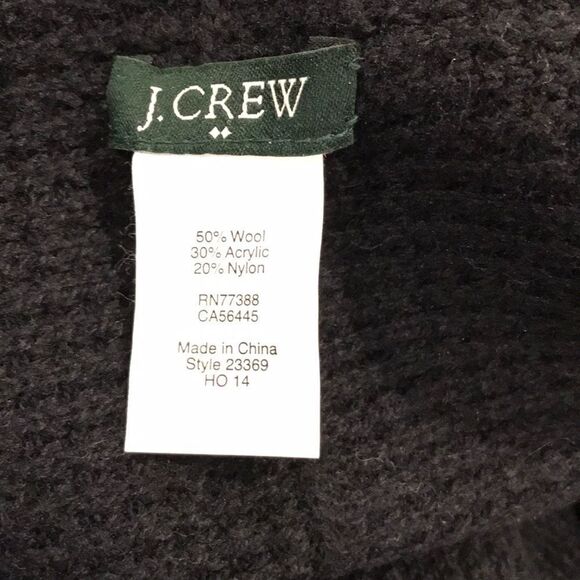 J.CREW
50% Wool
30% Acrylic
20% Nylon
RN77388
CA56445
Made in China
Style 23369
HO 14